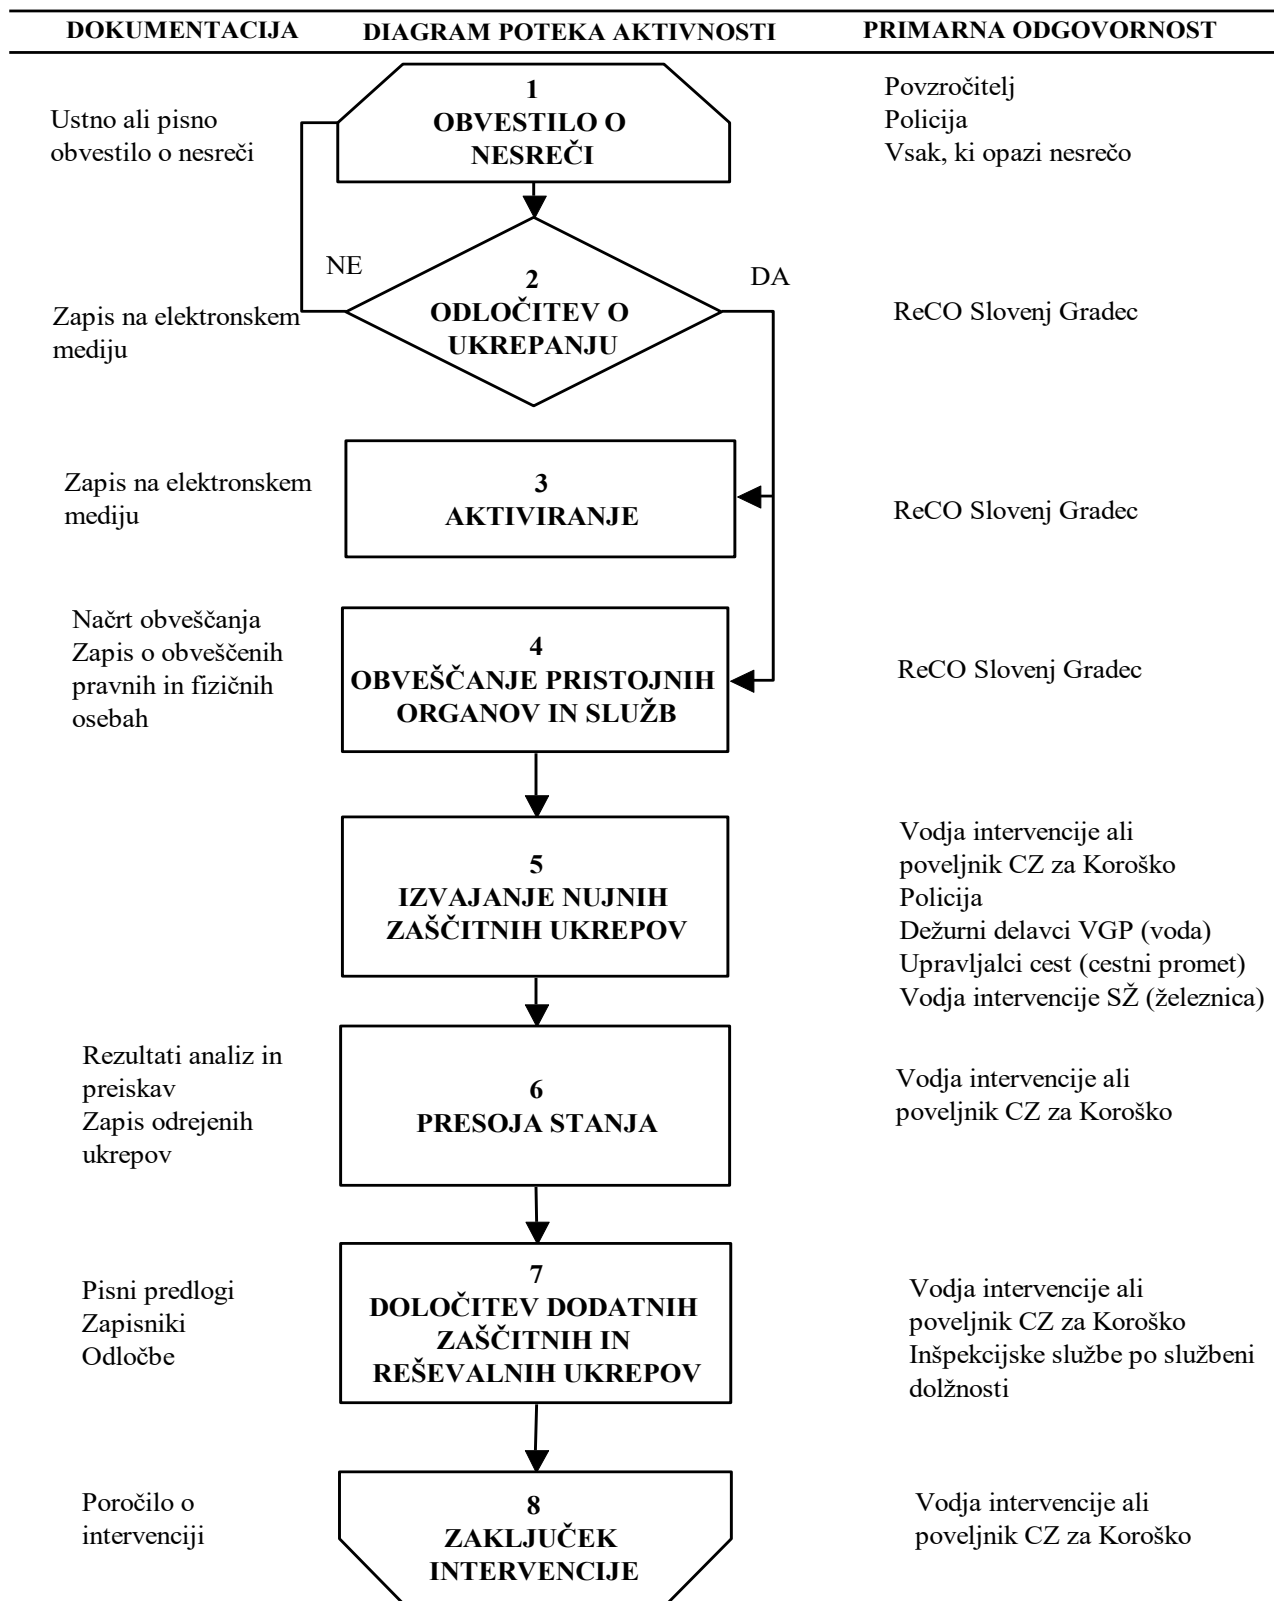 DOKUMENTACIJA
DIAGRAM POTEKA AKTIVNOSTI
PRIMARNA ODGOVORNOST
Ustno ali pisno
obvestilo o nesreči
1
OBVESTILO O
NESREČI
Povzročitelj
Policija
Vsak, ki opazi nesrečo
NE
DA
Zapis na elektronskem
mediju
2
ODLOČITEV O
UKREPANJU
ReCO Slovenj Gradec
Zapis na elektronskem
mediju
3
AKTIVIRANJE
ReCO Slovenj Gradec
Načrt obveščanja
Zapis o obveščenih
pravnih in fizičnih
osebah
4
OBVEŠČANJE PRISTOJNIH
ORGANOV IN SLUŽB
ReCO Slovenj Gradec
5
IZVAJANJE NUJNIH
ZAŠČITNIH UKREPOV
Vodja intervencije ali
poveljnik CZ za Koroško
Policija
Dežurni delavci VGP (voda)
Upravljalci cest (cestni promet)
Vodja intervencije SŽ (železnica)
Rezultati analiz in
preiskav
Zapis odrejenih
ukrepov
6
PRESOJA STANJA
Vodja intervencije ali
poveljnik CZ za Koroško
Pisni predlogi
Zapisniki
Odločbe
7
DOLOČITEV DODATNIH
ZAŠČITNIH IN
REŠEVALNIH UKREPOV
Vodja intervencije ali
poveljnik CZ za Koroško
Inšpekcijske službe po službeni
dolžnosti
Poročilo o
intervenciji
8
ZAKLJUČEK
INTERVENCIJE
Vodja intervencije ali
poveljnik CZ za Koroško